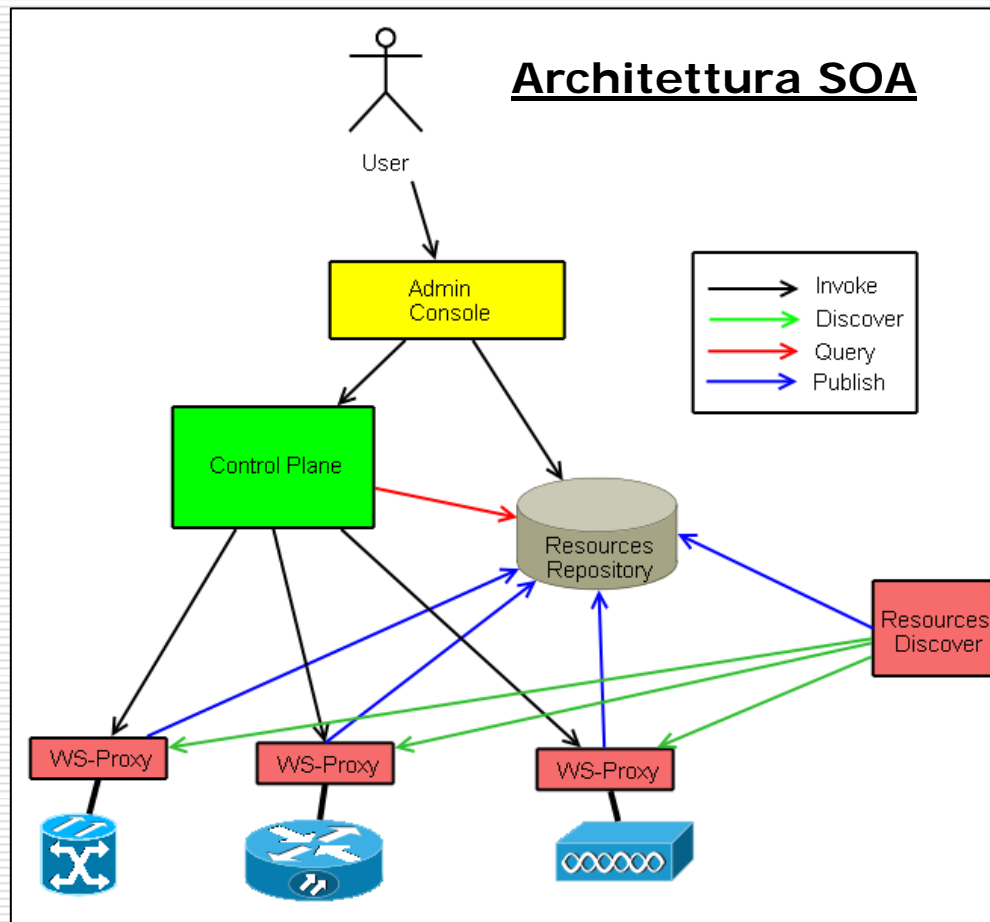 Architettura SOA
User
Admin
Console
Invoke
Discover
Query
Publish
Control Plane
Resources
Repository
Resources
Discover
WS-Proxy
WS-Proxy
WS-Proxy